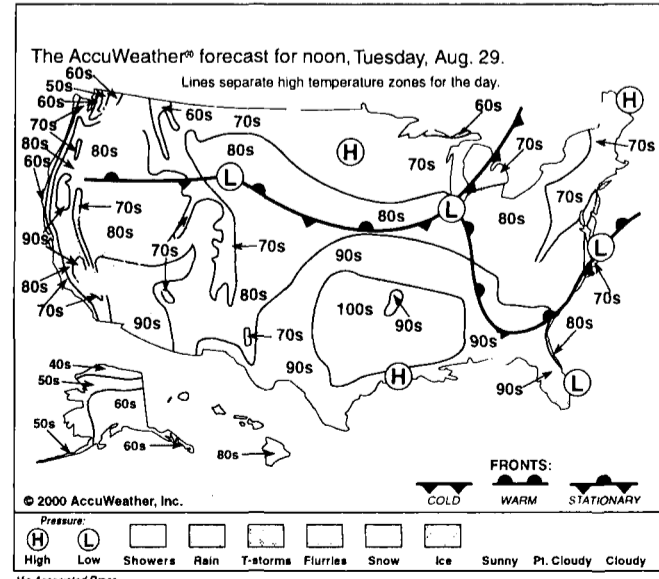 The AccuWeather® forecast for noon, Tuesday, Aug. 29.
Lines separate high temperature zones for the day.
60s
50s
60s
70s
80s
60s
90s
80s
70s
80s
60s
70s
80s
H
70s
60s
70s
H
70s
70s
L
L
80s
80s
70s
L
70s
80s
70s
70s
80s
90s
90s
100s
90s
70s
90s
90s
H
80s
90s
L
40s
50s
60s
50s
60s
80s
FRONTS:
COLD WARM STATIONARY
© 2000 AccuWeather, Inc.
Pressure:
H L
High Low Showers Rain T-storms Flurries Snow Ice Sunny Pt. Cloudy Cloudy